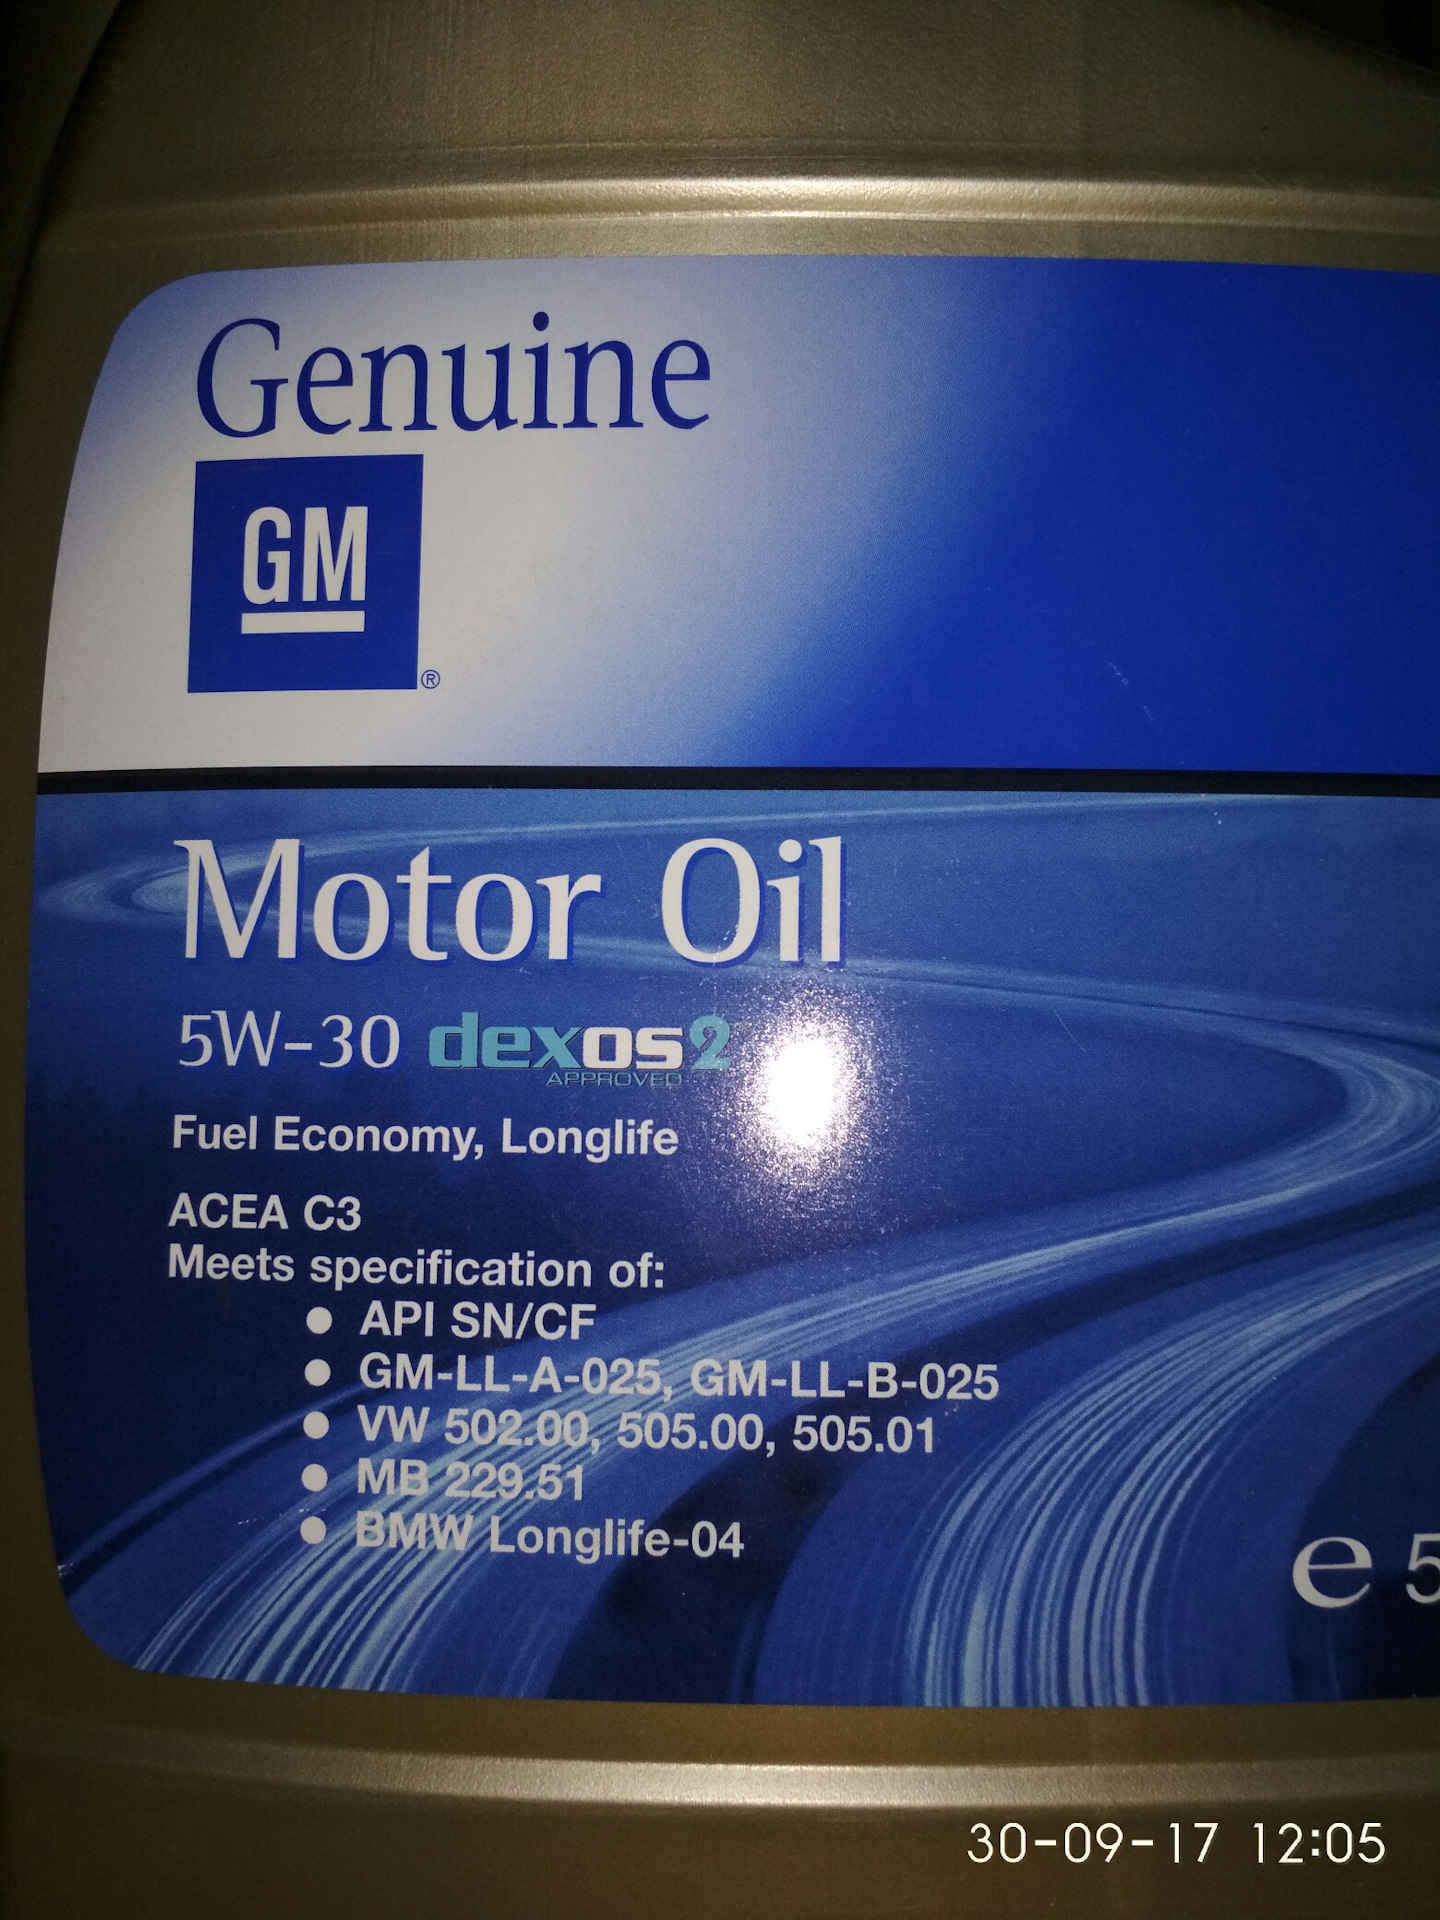 Genuine
GM
®
Motor Oil
5W-30 dexos2
APPROVED
Fuel Economy, Longlife
ACEA C3
Meets specification of:
● API SN/CF
● GM-LL-A-025, GM-LL-B-025
● VW 502.00, 505.00, 505.01
● MB 229.51
● BMW Longlife-04
e 5
30-09-17 12:05